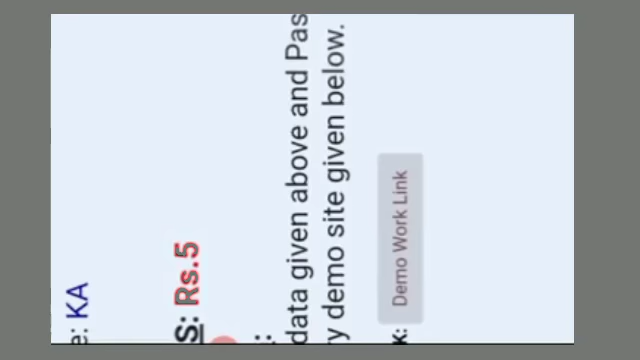 e: KA
S: Rs.5
:
data given above and Pas
y demo site given below.
K: Demo Work Link